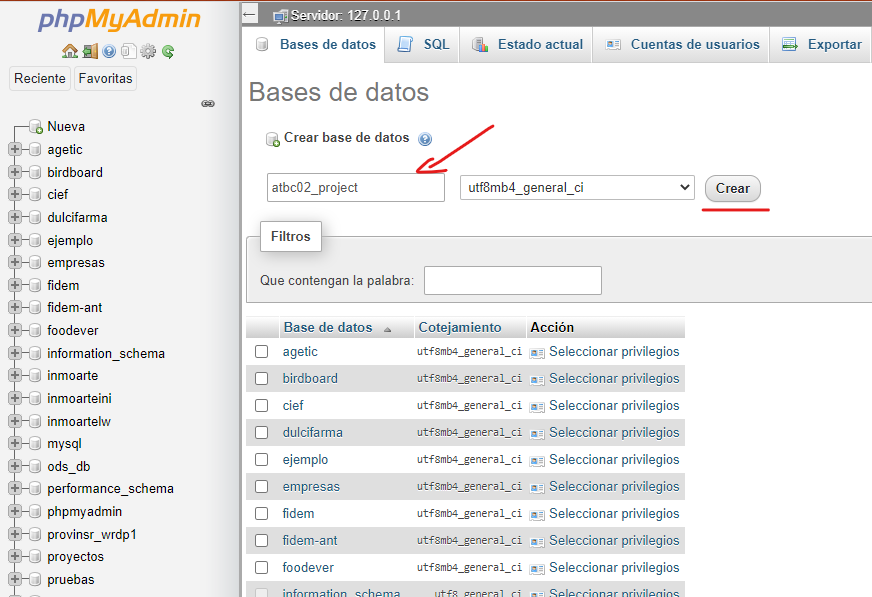 phpMyAdmin
Reciente Favoritas
Nueva
agetic
birdboard
cief
dulcifarma
ejemplo
empresas
fidem
fidem-ant
foodever
information_schema
inmoarte
inmoarteini
inmoartelw
mysql
ods_db
performance_schema
phpmyadmin
provinsr_wrdp1
proyectos
pruebas
Servidor: 127.0.0.1
Bases de datos SQL Estado actual Cuentas de usuarios Exportar
Bases de datos
Crear base de datos
atbc02_project utf8mb4_general_ci Crear
Filtros
Que contengan la palabra:
Base de datos Cotejamiento Acción
agetic utf8mb4_general_ci Seleccionar privilegios
birdboard utf8mb4_general_ci Seleccionar privilegios
cief utf8mb4_general_ci Seleccionar privilegios
dulcifarma utf8mb4_general_ci Seleccionar privilegios
ejemplo utf8mb4_general_ci Seleccionar privilegios
empresas utf8mb4_general_ci Seleccionar privilegios
fidem utf8mb4_general_ci Seleccionar privilegios
fidem-ant utf8mb4_general_ci Seleccionar privilegios
foodever utf8mb4_general_ci Seleccionar privilegios
information_schema utf8_general_ci Seleccionar privilegios